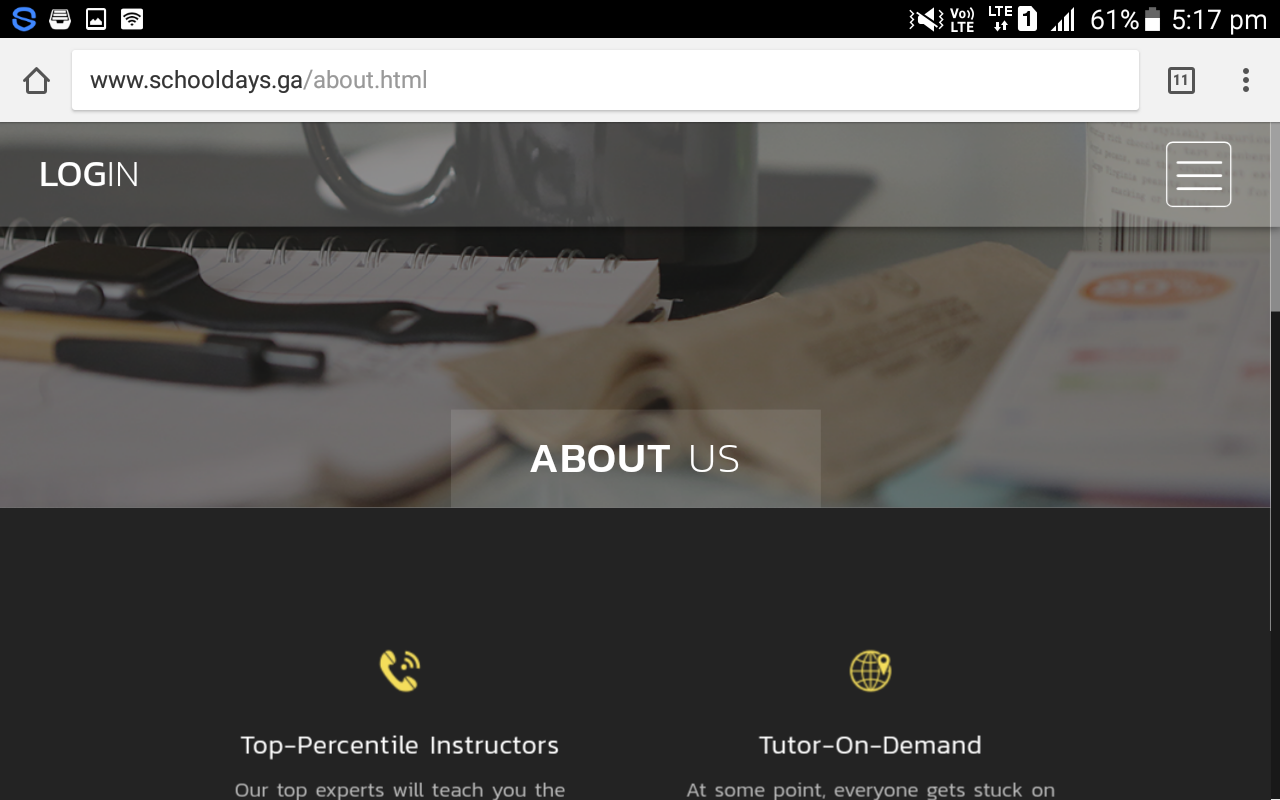 Vo) LTE LTE 1 61% 5:17 pm
www.schooldays.ga/about.html 11
LOGIN
ABOUT US
Top-Percentile Instructors Tutor-On-Demand
Our top experts will teach you the At some point, everyone gets stuck on